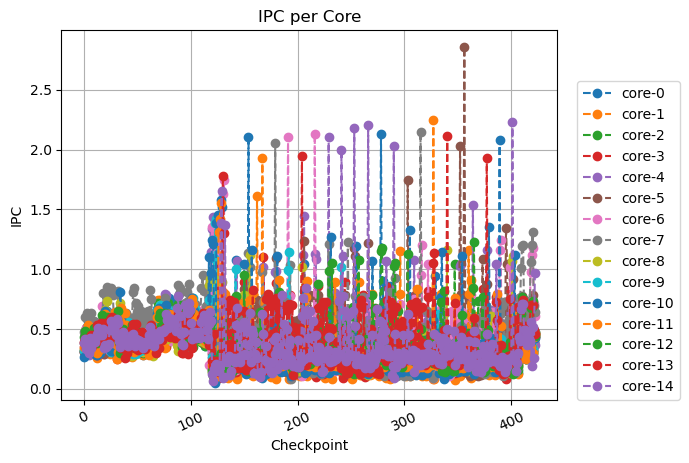 IPC per Core
IPC
2.5
2.0
1.5
1.0
0.5
0.0
0
100
200
300
400
Checkpoint
core-0
core-1
core-2
core-3
core-4
core-5
core-6
core-7
core-8
core-9
core-10
core-11
core-12
core-13
core-14